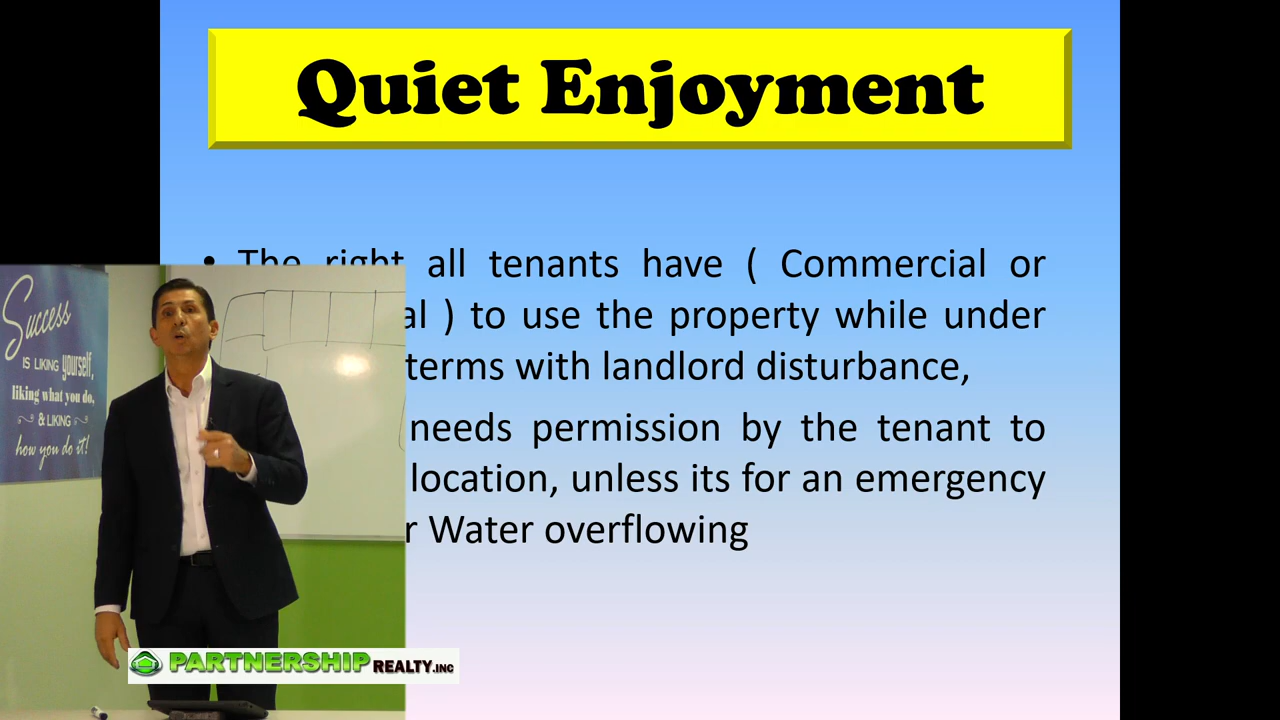 Quiet Enjoyment
• The right all tenants have ( Commercial or
al ) to use the property while under
terms with landlord disturbance,
needs permission by the tenant to
location, unless its for an emergency
r Water overflowing
Success
IS LIKING yourself,
liking what you do,
& LIKING
how you do it!
PARTNERSHIP REALTY.INC